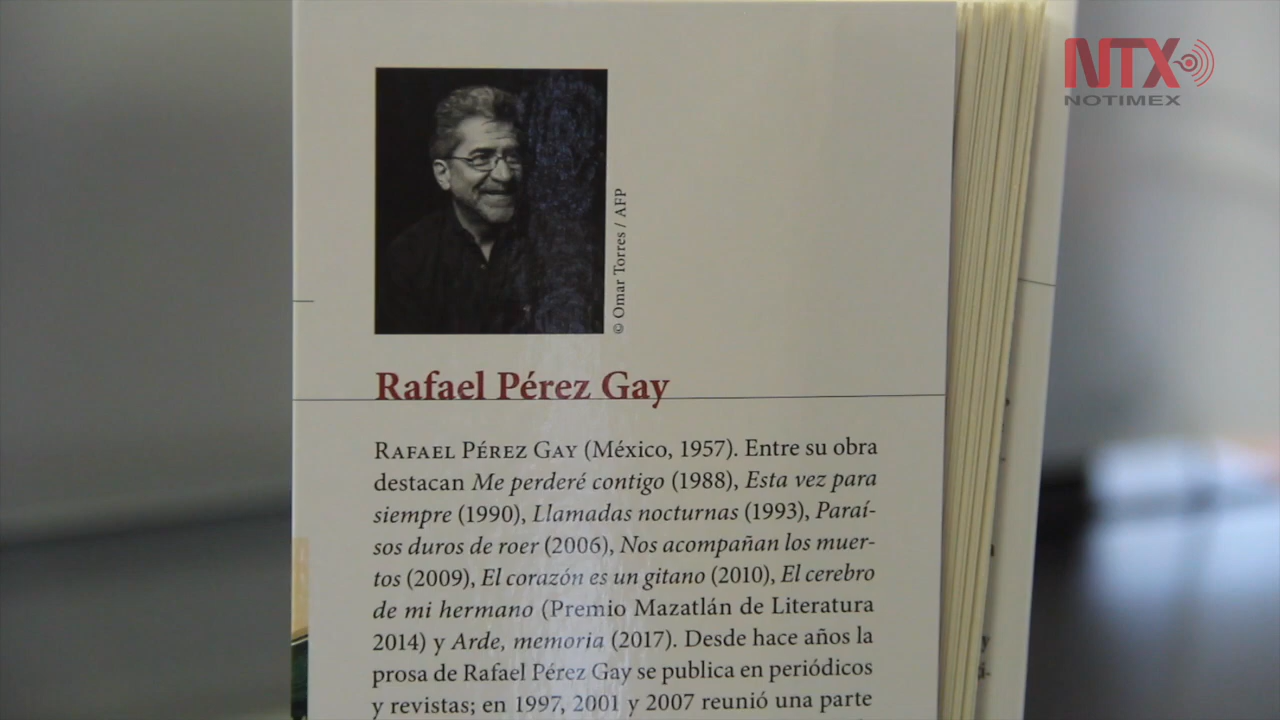 NTX
NOTIMEX
© Omar Torres / AFP
Rafael Pérez Gay
RAFAEL PÉREZ GAY (México, 1957). Entre su obra
destacan Me perderé contigo (1988), Esta vez para
siempre (1990), Llamadas nocturnas (1993), Paraí-
sos duros de roer (2006), Nos acompañan los muer-
tos (2009), El corazón es un gitano (2010), El cerebro
de mi hermano (Premio Mazatlán de Literatura
2014) y Arde, memoria (2017). Desde hace años la
prosa de Rafael Pérez Gay se publica en periódicos
y revistas; en 1997, 2001 y 2007 reunió una parte